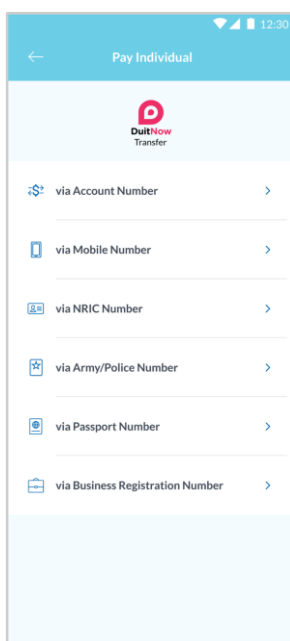 12:30
Pay Individual
DuitNow
Transfer
via Account Number
via Mobile Number
via NRIC Number
via Army/Police Number
via Passport Number
via Business Registration Number